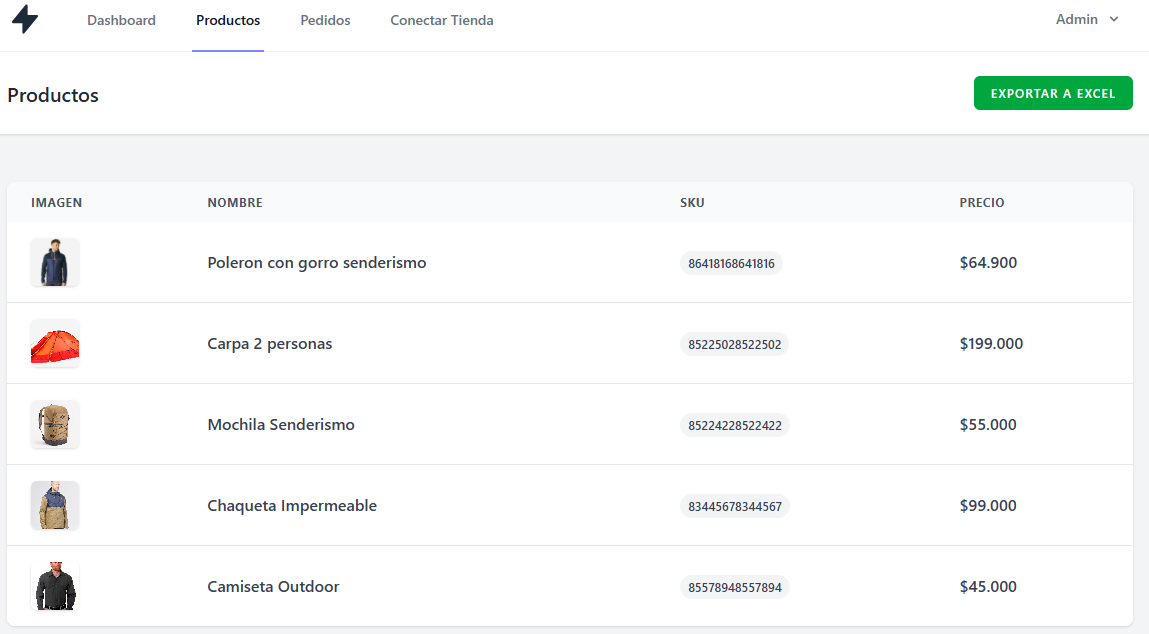 Dashboard Productos Pedidos Conectar Tienda Admin
Productos EXPORTAR A EXCEL
IMAGEN NOMBRE SKU PRECIO
Poleron con gorro senderismo 86418168641816 $64.900
Carpa 2 personas 85225028522502 $199.000
Mochila Senderismo 85224228522422 $55.000
Chaqueta Impermeable 83445678344567 $99.000
Camiseta Outdoor 85578948557894 $45.000